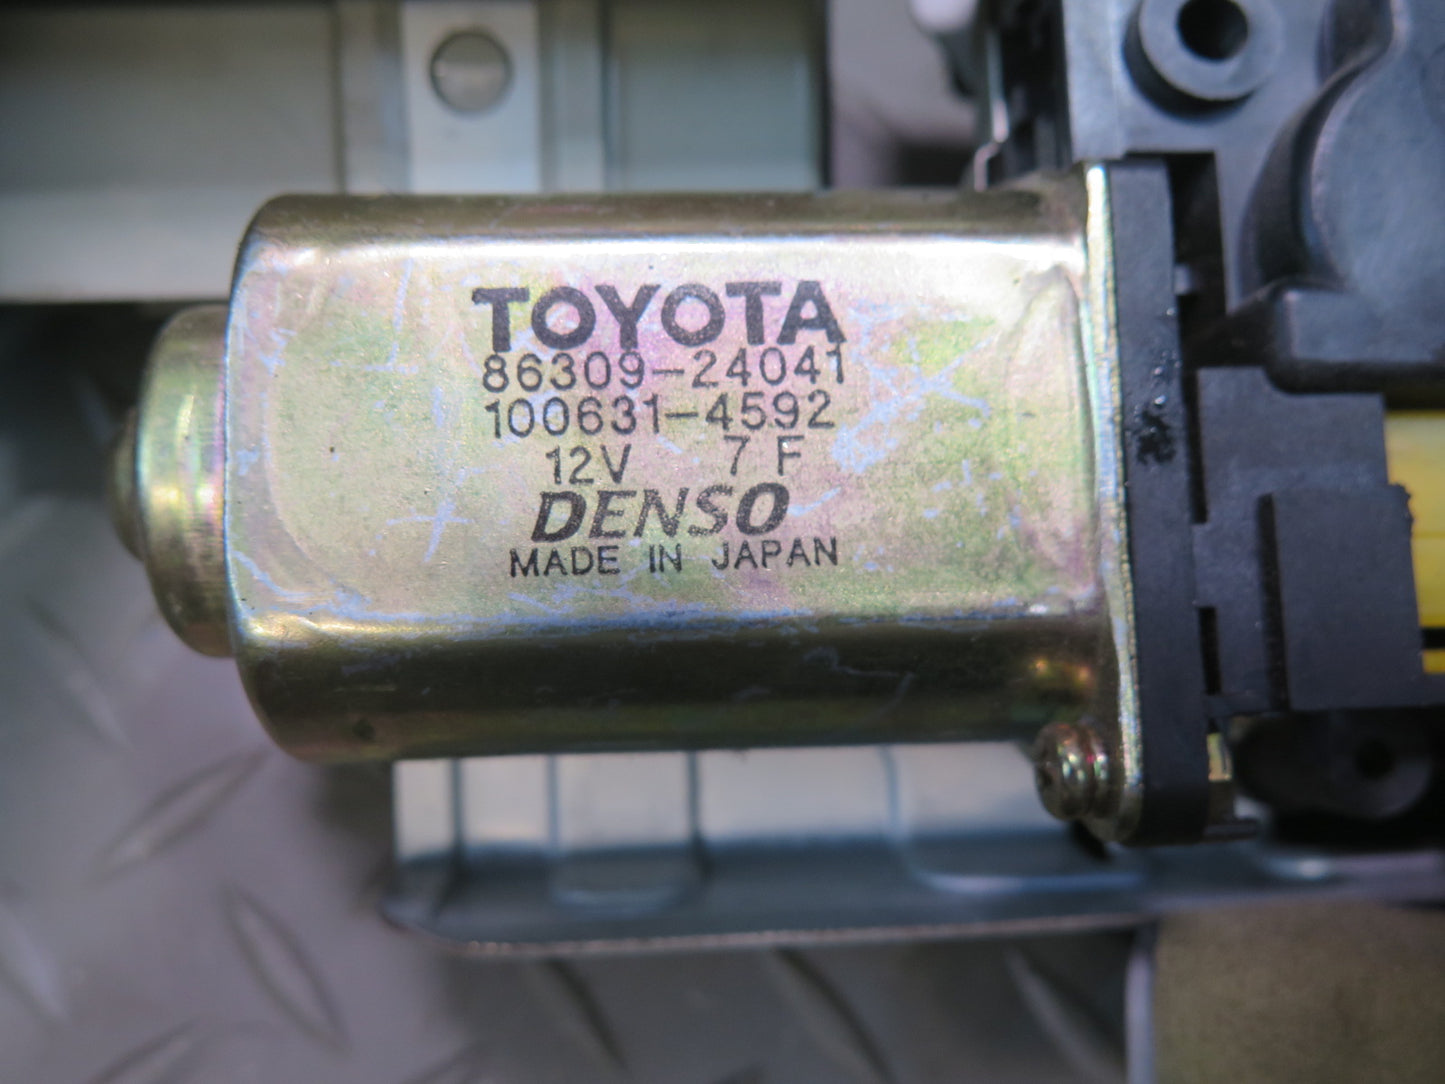 TOYOTA
86309-24041
100631-4592
12V 7 F
DENSO
MADE IN JAPAN